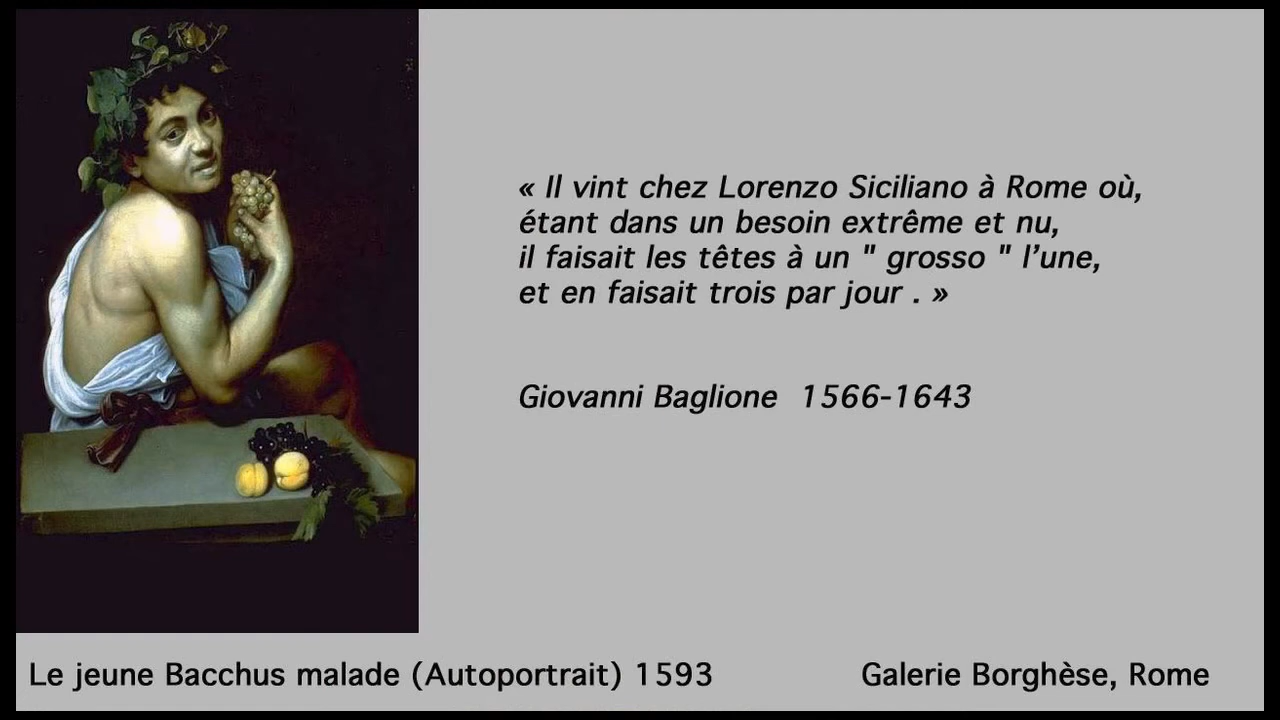 « Il vint chez Lorenzo Siciliano à Rome où,
étant dans un besoin extrême et nu,
il faisait les têtes à un " grosso " l’une,
et en faisait trois par jour . »
Giovanni Baglione 1566-1643
Le jeune Bacchus malade (Autoportrait) 1593
Galerie Borghèse, Rome